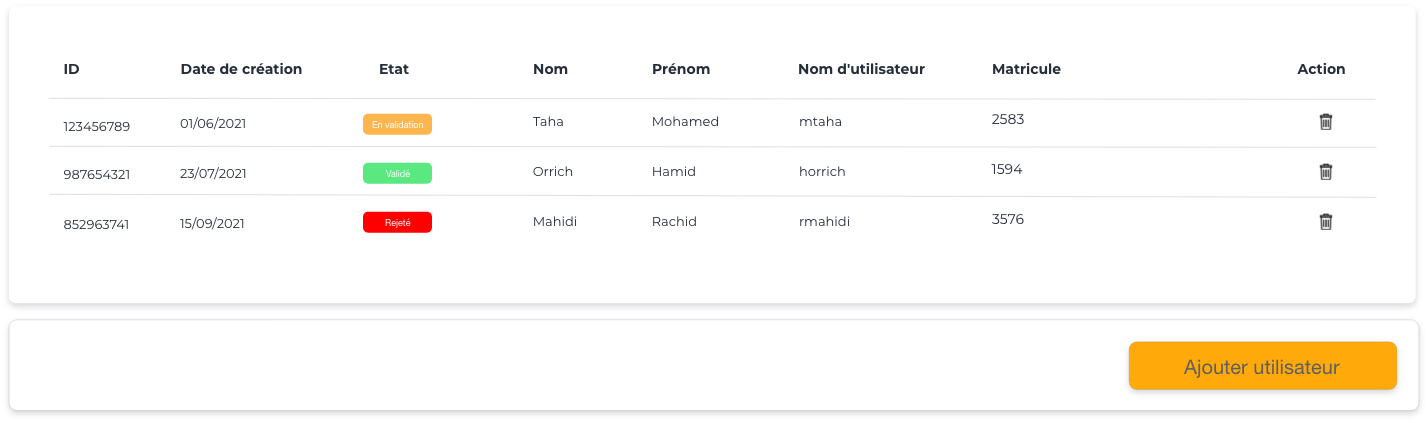 ID Date de création Etat Nom Prénom Nom d'utilisateur Matricule Action
123456789 01/06/2021 En validation Taha Mohamed mtaha 2583
987654321 23/07/2021 Validé Orrich Hamid horrich 1594
852963741 15/09/2021 Rejeté Mahidi Rachid rmahidi 3576
Ajouter utilisateur